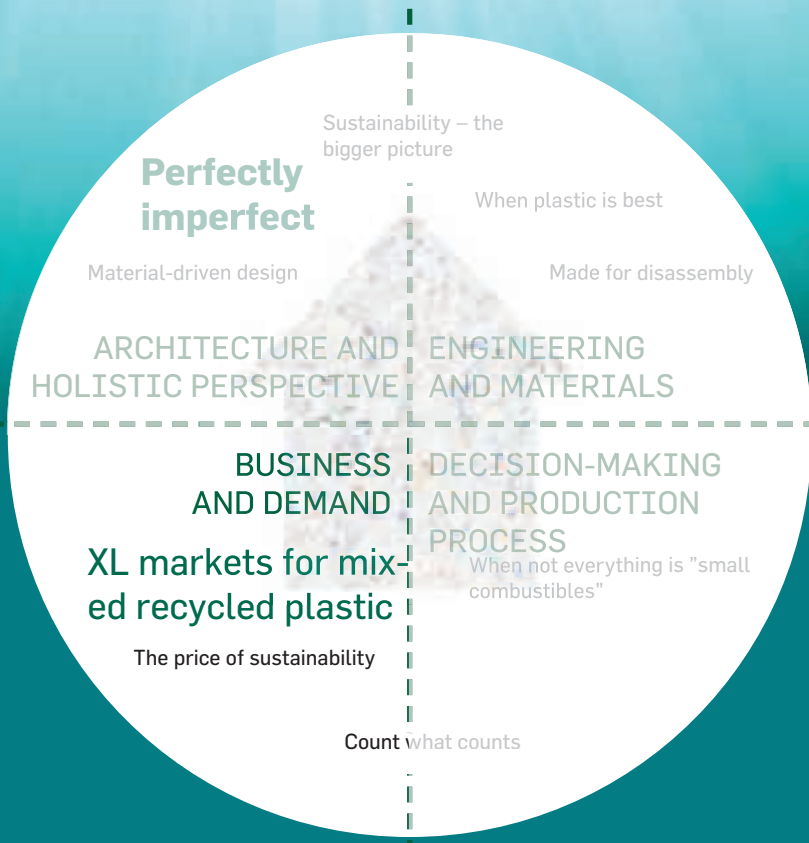 Sustainability – the
bigger picture
Perfectly
imperfect
When plastic is best
Material-driven design
Made for disassembly
ARCHITECTURE AND
HOLISTIC PERSPECTIVE
ENGINEERING
AND MATERIALS
BUSINESS
AND DEMAND
XL markets for mix-
ed recycled plastic
The price of sustainability
DECISION-MAKING
AND PRODUCTION
PROCESS
When not everything is ”small
combustibles"
Count what counts